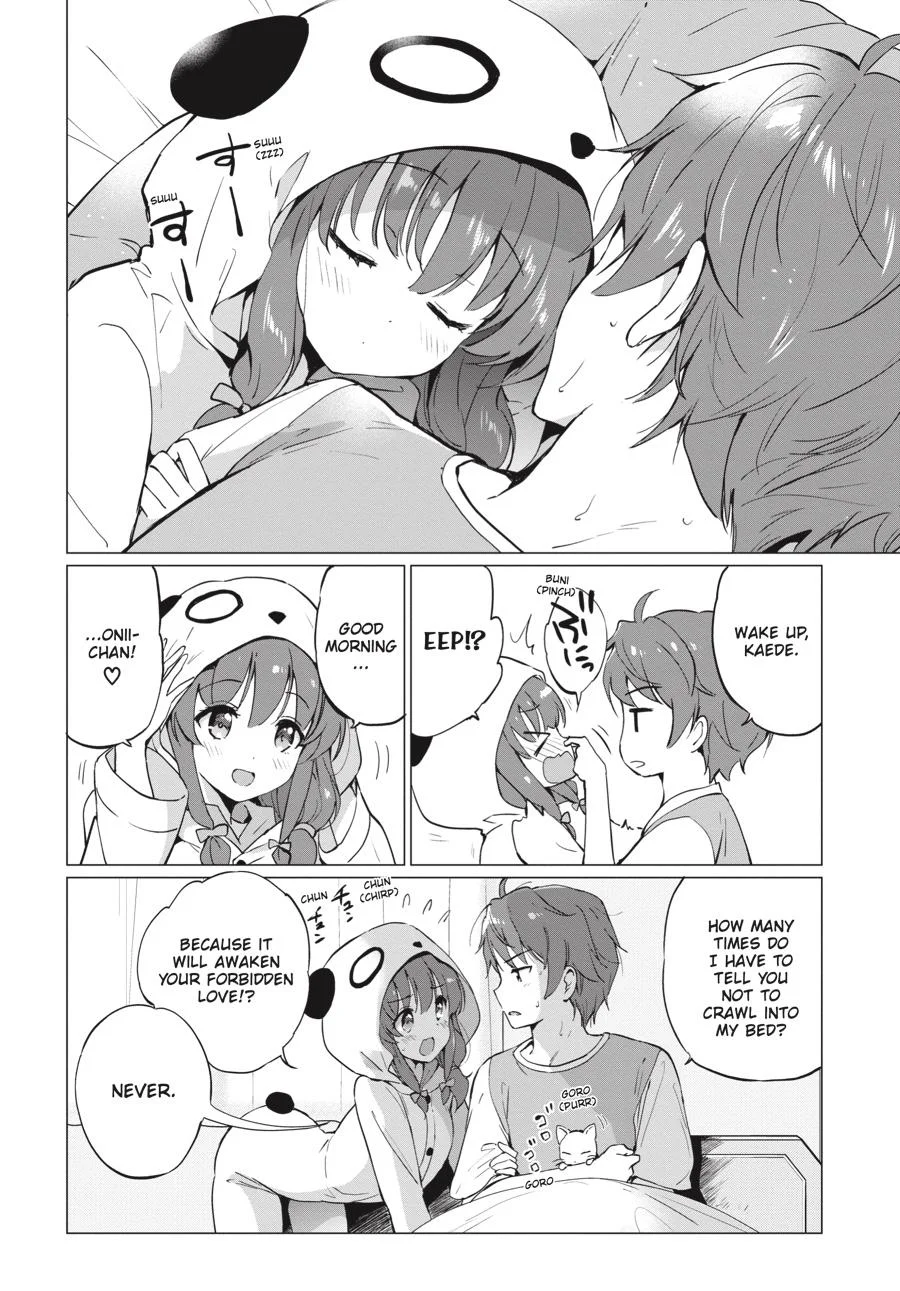 SUUU
(ZZZ)
すー
SUUU
すー
WAKE UP,
KAEDE.
BUNI
(PINCH)
ぶにっ
EEP!?
GOOD
MORNING
...
...ONII-
CHAN!
♡
HOW MANY
TIMES DO
I HAVE TO
TELL YOU
NOT TO
CRAWL INTO
MY BED?
CHUN
(CHIRP)
チュン
CHUN
チュン
BECAUSE IT
WILL AWAKEN
YOUR FORBIDDEN
LOVE!?
NEVER.
GORO
(PURR)
ゴロ
ゴロ
GORO